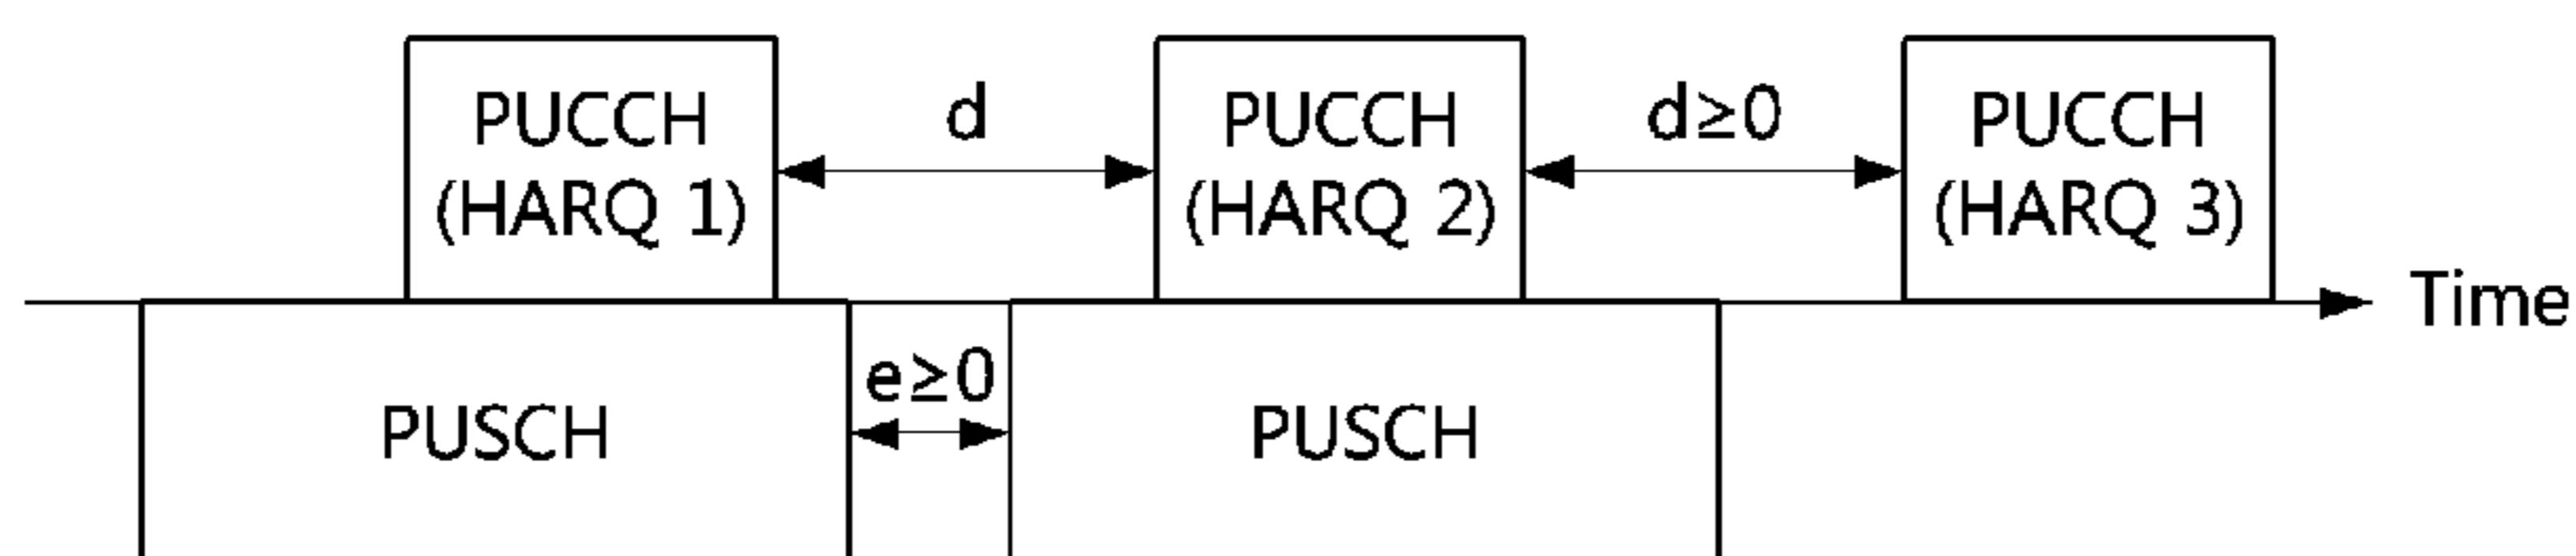 PUCCH
(HARQ 1)
d
PUCCH
(HARQ 2)
d≥0
PUCCH
(HARQ 3)
Time
PUSCH
e≥0
PUSCH